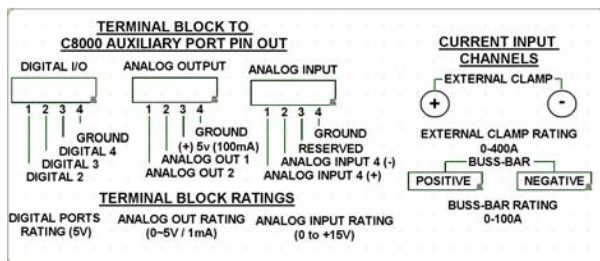 TERMINAL BLOCK TO
C8000 AUXILIARY PORT PIN OUT
DIGITAL I/O
1 2 3 4
GROUND
DIGITAL 4
DIGITAL 3
DIGITAL 2
ANALOG OUTPUT
1 2 3 4
GROUND
(+) 5v (100mA)
ANALOG OUT 1
ANALOG OUT 2
ANALOG INPUT
1 2 3 4
GROUND
RESERVED
ANALOG INPUT 4 (-)
ANALOG INPUT 4 (+)
TERMINAL BLOCK RATINGS
DIGITAL PORTS
RATING (5V)
ANALOG OUT RATING
(0~5V / 1mA)
ANALOG INPUT RATING
(0 to +15V)
CURRENT INPUT
CHANNELS
EXTERNAL CLAMP
+ -
EXTERNAL CLAMP RATING
0-400A
BUSS-BAR
POSITIVE NEGATIVE
BUSS-BAR RATING
0-100A